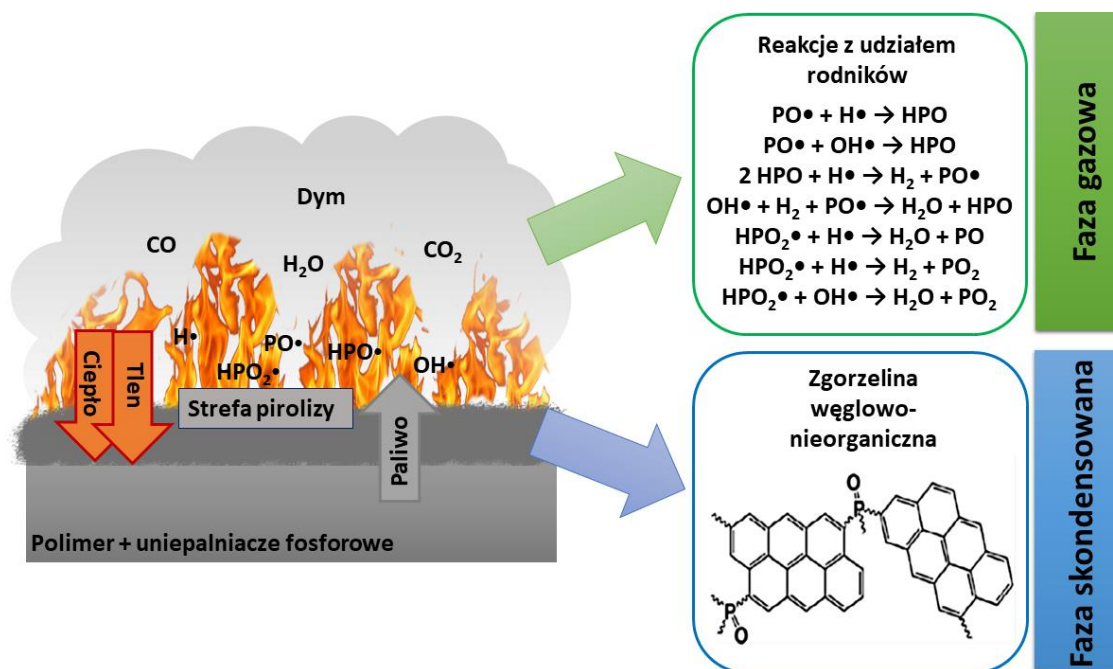 Dym
CO
H₂O
CO₂
H•
PO•
HPO•
HPO₂•
OH•
Ciepło
Tlen
Strefa pirolizy
Paliwo
Polimer + uniepalniacze fosforowe
Reakcje z udziałem
rodników
PO● + H● → HPO
PO● + OH● → HPO
2 HPO + H● → H₂ + PO●
OH● + H₂ + PO● → H₂O + HPO
HPO₂● + H● → H₂O + PO
HPO₂● + H● → H₂ + PO₂
HPO₂● + OH● → H₂O + PO₂
Faza gazowa
Zgorzelina
węglowo-
nieorganiczna
O
P
P
O
Faza skondensowana